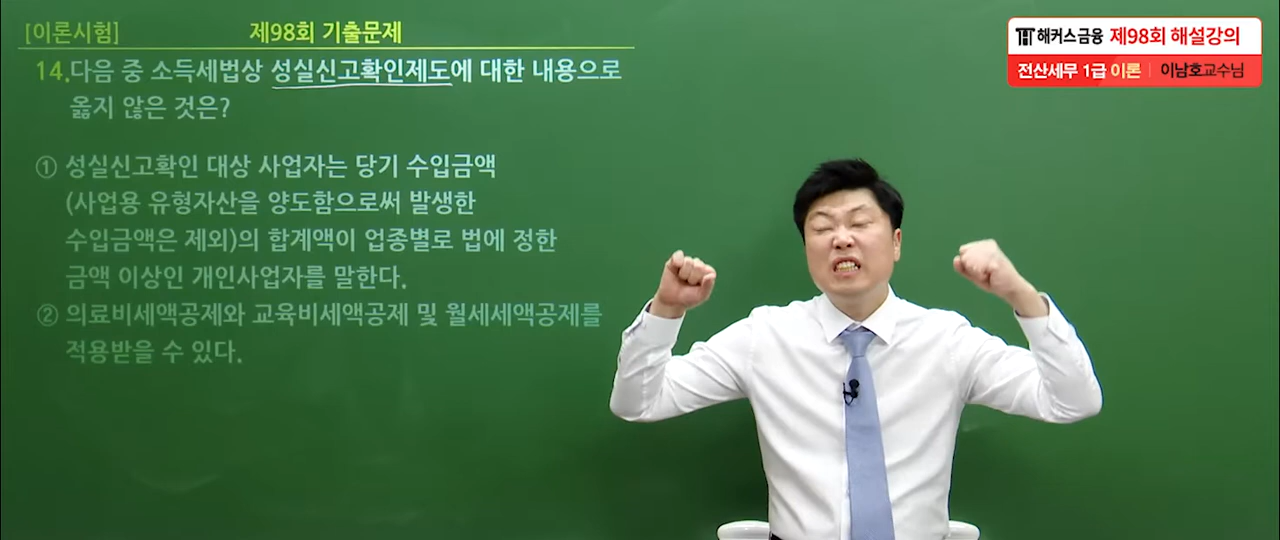 [이론시험] 제98회 기출문제
14.다음 중 소득세법상 성실신고확인제도에 대한 내용으로
옳지 않은 것은?
① 성실신고확인 대상 사업자는 당기 수입금액
(사업용 유형자산을 양도함으로써 발생한
수입금액은 제외)의 합계액이 업종별로 법에 정한
금액 이상인 개인사업자를 말한다.
② 의료비세액공제와 교육비세액공제 및 월세세액공제를
적용받을 수 있다.
해커스금융 제98회 해설강의
전산세무 1급 이론 이남호교수님